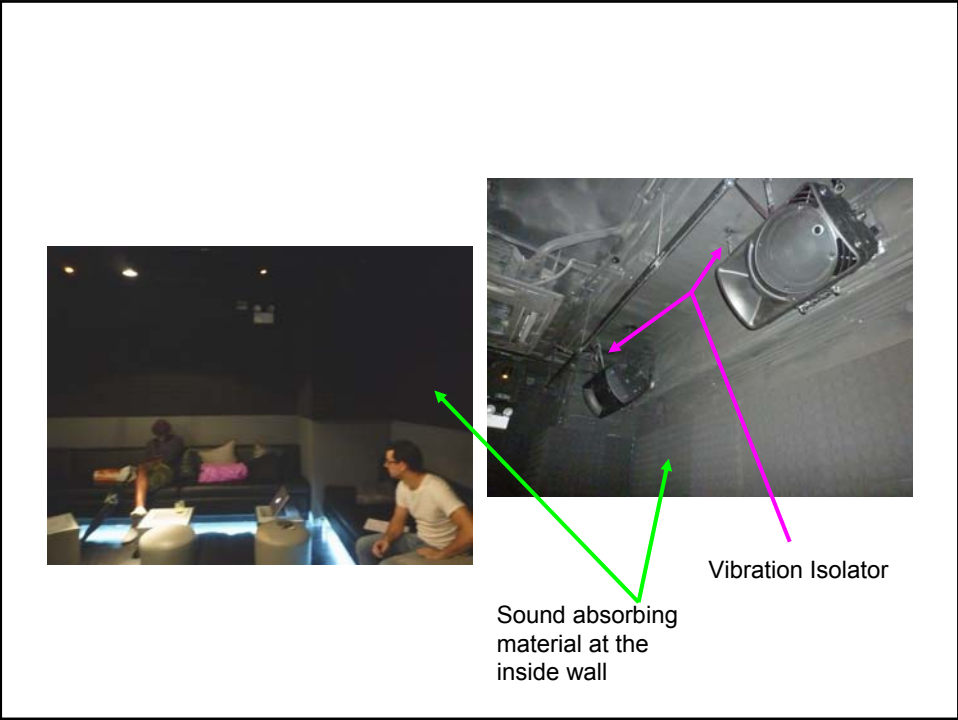 Vibration Isolator
Sound absorbing
material at the
inside wall